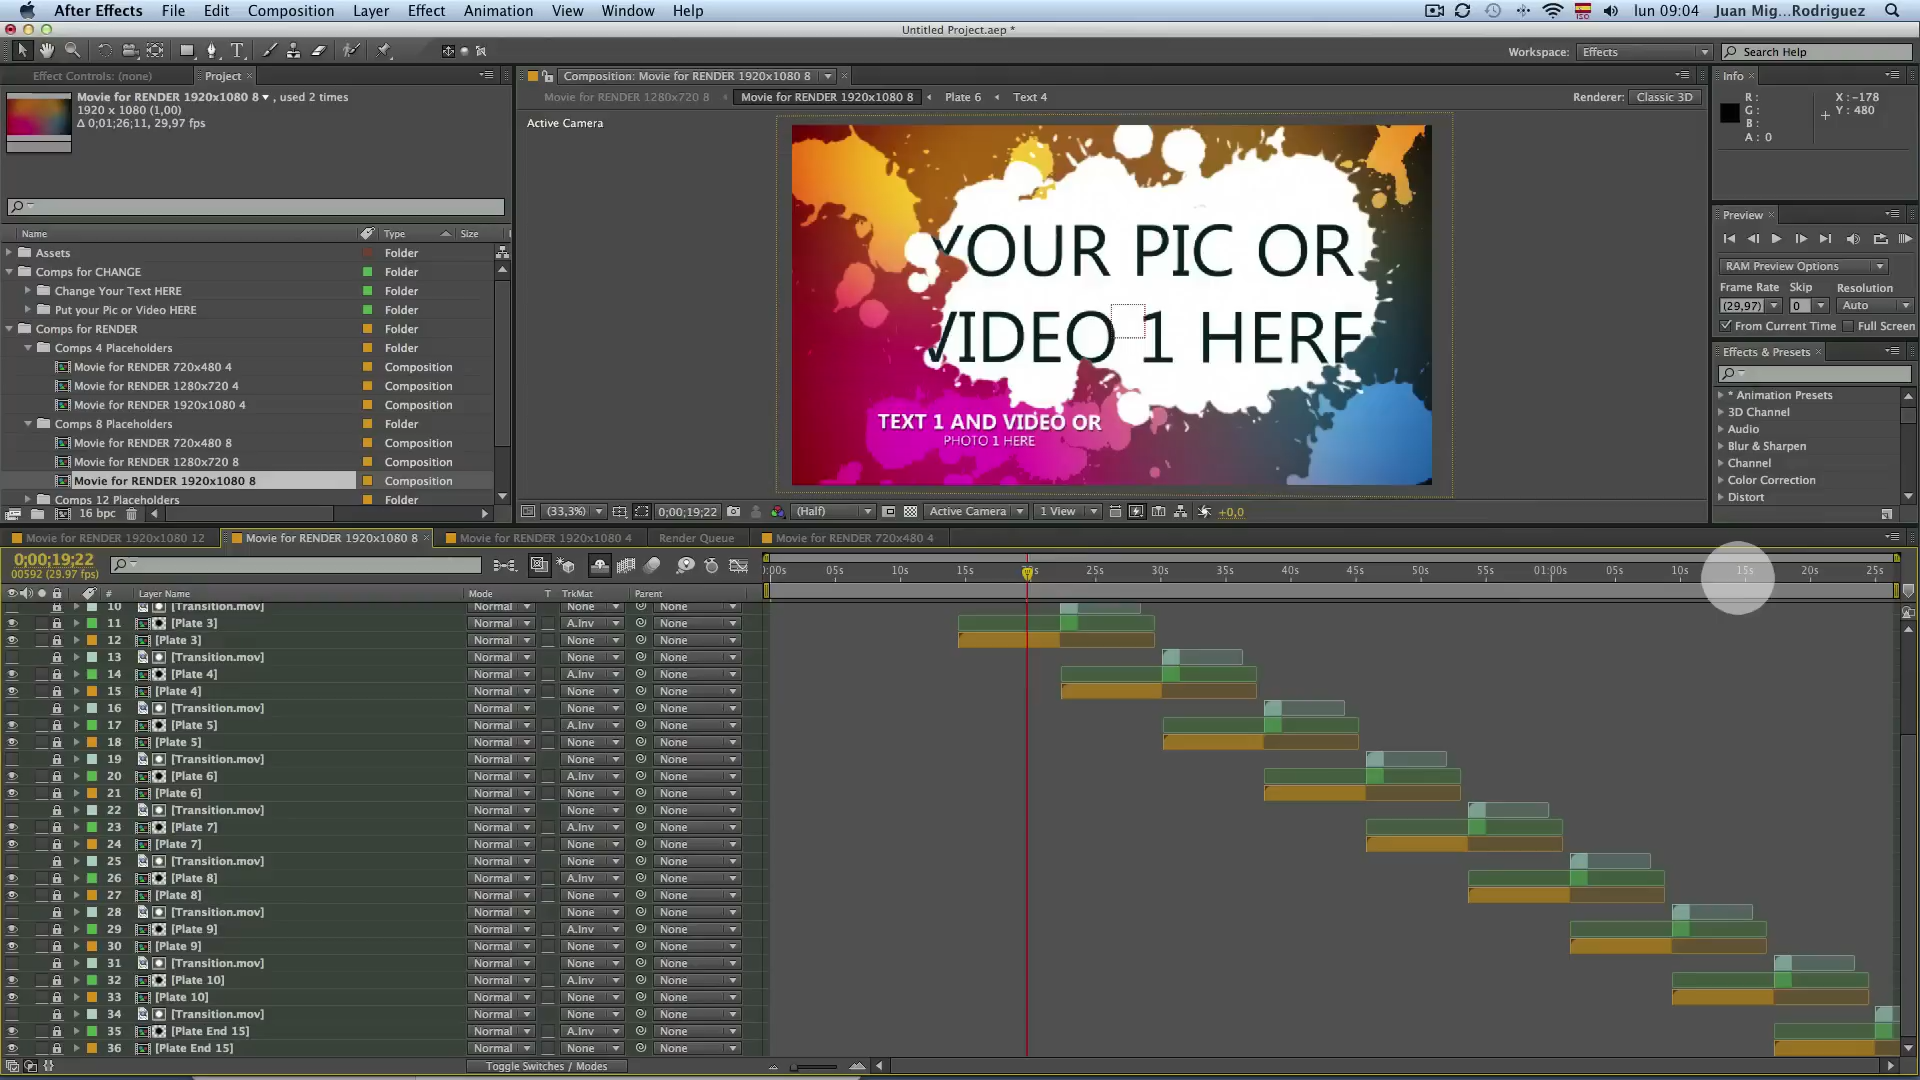 After Effects File Edit Composition Layer Effect Animation View Window Help lun 09:04 Juan Mig...Rodriguez
Untitled Project.aep *
Workspace: Effects Search Help
Effect Controls: (none) Project
Movie for RENDER 1920x1080 8 , used 2 times
1920 x 1080 (1,00)
Δ 0;01;26;11, 29,97 fps
Name Type Size
Assets Folder
Comps for CHANGE Folder
Change Your Text HERE Folder
Put your Pic or Video HERE Folder
Comps for RENDER Folder
Comps 4 Placeholders Folder
Movie for RENDER 720x480 4 Composition
Movie for RENDER 1280x720 4 Composition
Movie for RENDER 1920x1080 4 Composition
Comps 8 Placeholders Folder
Movie for RENDER 720x480 8 Composition
Movie for RENDER 1280x720 8 Composition
Movie for RENDER 1920x1080 8 Composition
Comps 12 Placeholders Folder
16 bpc
Composition: Movie for RENDER 1920x1080 8
Movie for RENDER 1280x720 8 Movie for RENDER 1920x1080 8 Plate 6 Text 4 Renderer: Classic 3D
Active Camera
YOUR PIC OR
VIDEO 1 HERE
TEXT 1 AND VIDEO OR
PHOTO 1 HERE
(33,3%) 0;00;19;22 (Half) Active Camera 1 View +0,0
Info
R: X: -178
G: Y: 480
B:
A: 0
Preview
RAM Preview Options
Frame Rate Skip Resolution
(29,97) 0 Auto
From Current Time Full Screen
Effects & Presets
* Animation Presets
3D Channel
Audio
Blur & Sharpen
Channel
Color Correction
Distort
Movie for RENDER 1920x1080 12 Movie for RENDER 1920x1080 8 Movie for RENDER 1920x1080 4 Render Queue Movie for RENDER 720x480 4
0;00;19;22
00592 (29.97 fps)
:00s 05s 10s 15s 25s 30s 35s 40s 45s 50s 55s 01:00s 05s 10s 15s 20s 25s
# Layer Name Mode T TrkMat Parent
10 [Transition.mov] Normal None None
11 [Plate 3] Normal A.Inv None
12 [Plate 3] Normal None None
13 [Transition.mov] Normal None None
14 [Plate 4] Normal A.Inv None
15 [Plate 4] Normal None None
16 [Transition.mov] Normal None None
17 [Plate 5] Normal A.Inv None
18 [Plate 5] Normal None None
19 [Transition.mov] Normal None None
20 [Plate 6] Normal A.Inv None
21 [Plate 6] Normal None None
22 [Transition.mov] Normal None None
23 [Plate 7] Normal A.Inv None
24 [Plate 7] Normal None None
25 [Transition.mov] Normal None None
26 [Plate 8] Normal A.Inv None
27 [Plate 8] Normal None None
28 [Transition.mov] Normal None None
29 [Plate 9] Normal A.Inv None
30 [Plate 9] Normal None None
31 [Transition.mov] Normal None None
32 [Plate 10] Normal A.Inv None
33 [Plate 10] Normal None None
34 [Transition.mov] Normal None None
35 [Plate End 15] Normal A.Inv None
36 [Plate End 15] Normal None None
Toggle Switches / Modes